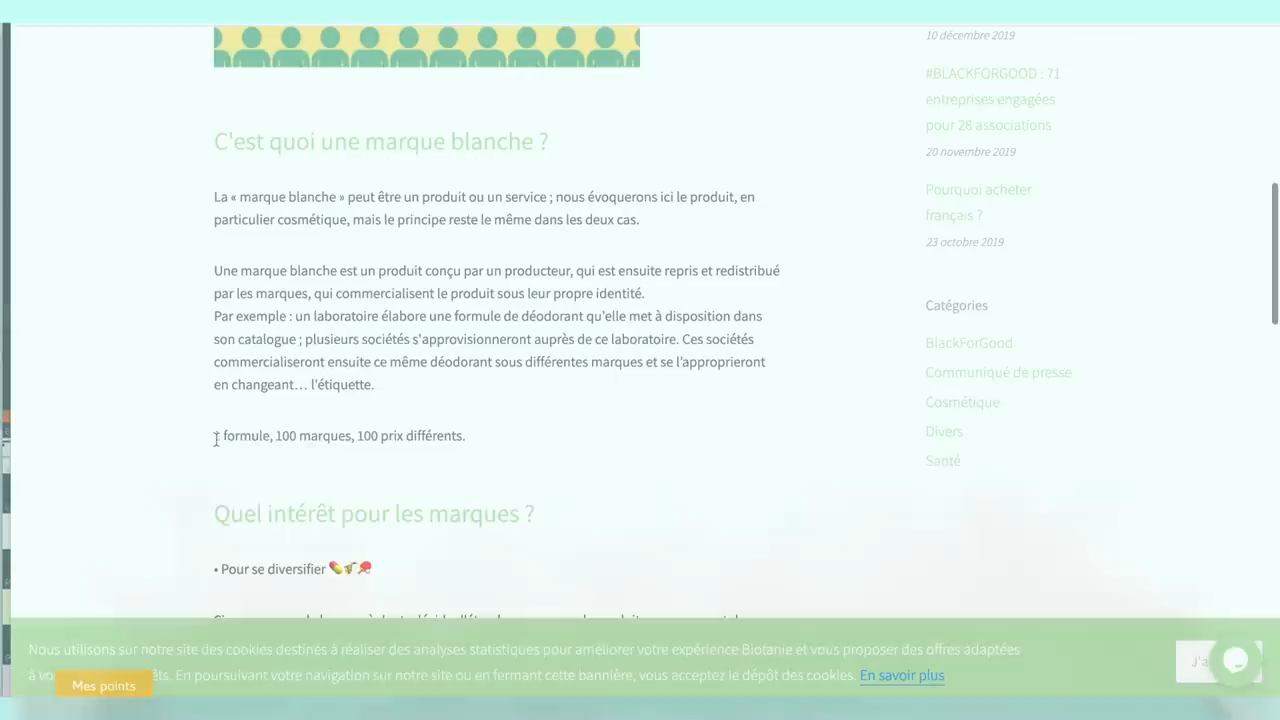 10 décembre 2019
#BLACKFORGOOD : 71
entreprises engagées
pour 28 associations
20 novembre 2019
Pourquoi acheter
français ?
23 octobre 2019
Catégories
BlackForGood
Communiqué de presse
Cosmétique
Divers
Santé
C'est quoi une marque blanche ?
La « marque blanche » peut être un produit ou un service ; nous évoquerons ici le produit, en
particulier cosmétique, mais le principe reste le même dans les deux cas.
Une marque blanche est un produit conçu par un producteur, qui est ensuite repris et redistribué
par les marques, qui commercialisent le produit sous leur propre identité.
Par exemple : un laboratoire élabore une formule de déodorant qu'elle met à disposition dans
son catalogue ; plusieurs sociétés s'approvisionneront auprès de ce laboratoire. Ces sociétés
commercialiseront ensuite ce même déodorant sous différentes marques et se l'approprieront
en changeant… l'étiquette.
formule, 100 marques, 100 prix différents.
Quel intérêt pour les marques ?
• Pour se diversifier
Nous utilisons sur notre site des cookies destinés à réaliser des analyses statistiques pour améliorer votre expérience Biotanie et vous proposer des offres adaptées
à En poursuivant votre navigation sur notre site ou en fermant cette bannière, vous acceptez le dépôt des cookies. En savoir plus
Mes points